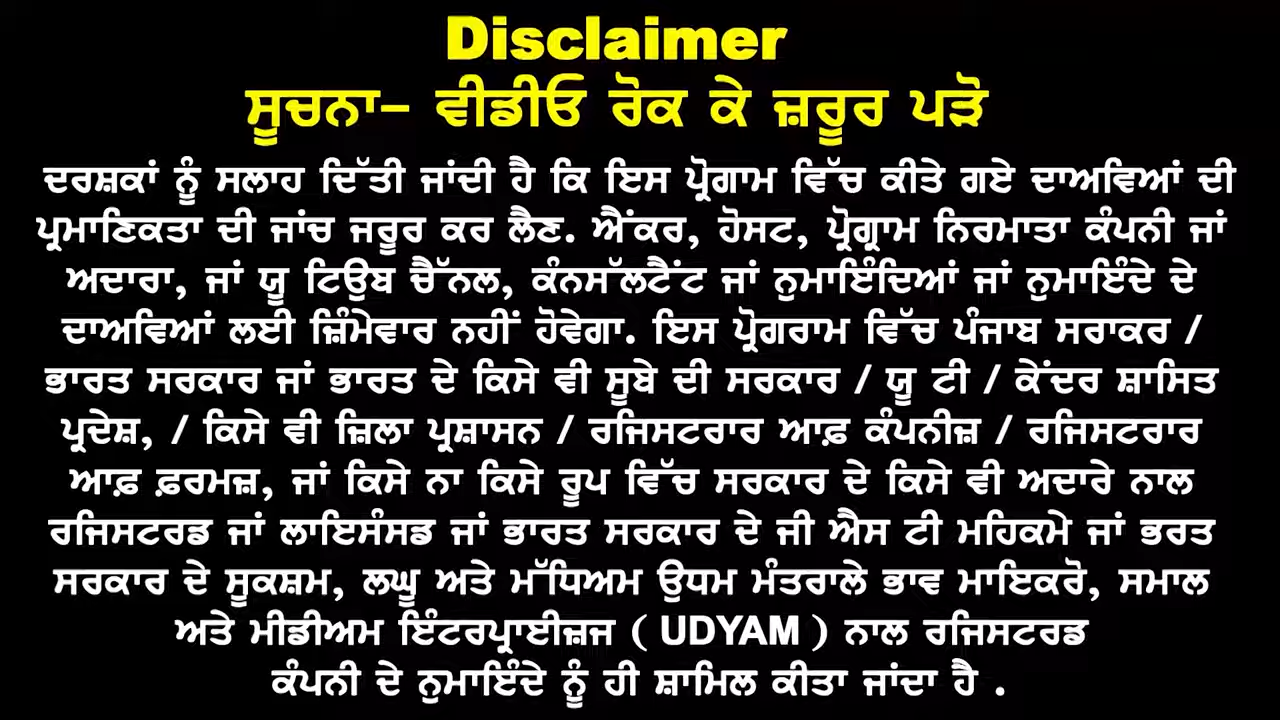 Disclaimer
ਸੂਚਨਾ- ਵੀਡੀਓ ਰੋਕ ਕੇ ਜ਼ਰੂਰ ਪੜੋ
ਦਰਸ਼ਕਾਂ ਨੂੰ ਸਲਾਹ ਦਿੱਤੀ ਜਾਂਦੀ ਹੈ ਕਿ ਇਸ ਪ੍ਰੋਗਾਮ ਵਿੱਚ ਕੀਤੇ ਗਏ ਦਾਅਵਿਆਂ ਦੀ
ਪ੍ਰਮਾਣਿਕਤਾ ਦੀ ਜਾਂਚ ਜਰੂਰ ਕਰ ਲੈਣ. ਐਂਕਰ, ਹੋਸਟ, ਪ੍ਰੋਗ੍ਰਾਮ ਨਿਰਮਾਤਾ ਕੰਪਨੀ ਜਾਂ
ਅਦਾਰਾ, ਜਾਂ ਯੂ ਟਿਉਬ ਚੈੱਨਲ, ਕੰਨਸੱਲਟੈਂਟ ਜਾਂ ਨੁਮਾਇੰਦਿਆਂ ਜਾਂ ਨੁਮਾਇੰਦੇ ਦੇ
ਦਾਅਵਿਆਂ ਲਈ ਜ਼ਿੰਮੇਵਾਰ ਨਹੀਂ ਹੋਵੇਗਾ. ਇਸ ਪ੍ਰੋਗਰਾਮ ਵਿੱਚ ਪੰਜਾਬ ਸਰਾਕਰ /
ਭਾਰਤ ਸਰਕਾਰ ਜਾਂ ਭਾਰਤ ਦੇ ਕਿਸੇ ਵੀ ਸੂਬੇ ਦੀ ਸਰਕਾਰ / ਯੂ ਟੀ / ਕੇਂਦਰ ਸ਼ਾਸਿਤ
ਪ੍ਰਦੇਸ਼, / ਕਿਸੇ ਵੀ ਜ਼ਿਲਾ ਪ੍ਰਸ਼ਾਸਨ / ਰਜਿਸਟਰਾਰ ਆਫ਼ ਕੰਪਨੀਜ਼ / ਰਜਿਸਟਰਾਰ
ਆਫ਼ ਫ਼ਰਮਜ਼, ਜਾਂ ਕਿਸੇ ਨਾ ਕਿਸੇ ਰੂਪ ਵਿੱਚ ਸਰਕਾਰ ਦੇ ਕਿਸੇ ਵੀ ਅਦਾਰੇ ਨਾਲ
ਰਜਿਸਟਰਡ ਜਾਂ ਲਾਇਸੰਸਡ ਜਾਂ ਭਾਰਤ ਸਰਕਾਰ ਦੇ ਜੀ ਐਸ ਟੀ ਮਹਿਕਮੇ ਜਾਂ ਭਰਤ
ਸਰਕਾਰ ਦੇ ਸੂਕਸ਼ਮ, ਲਘੂ ਅਤੇ ਮੱਧਿਅਮ ਉਧਮ ਮੰਤਰਾਲੇ ਭਾਵ ਮਾਇਕਰੋ, ਸਮਾਲ
ਅਤੇ ਮੀਡੀਅਮ ਇੰਟਰਪ੍ਰਾਈਜ਼ਜ ( UDYAM ) ਨਾਲ ਰਜਿਸਟਰਡ
ਕੰਪਨੀ ਦੇ ਨੁਮਾਇੰਦੇ ਨੂੰ ਹੀ ਸ਼ਾਮਿਲ ਕੀਤਾ ਜਾਂਦਾ ਹੈ .